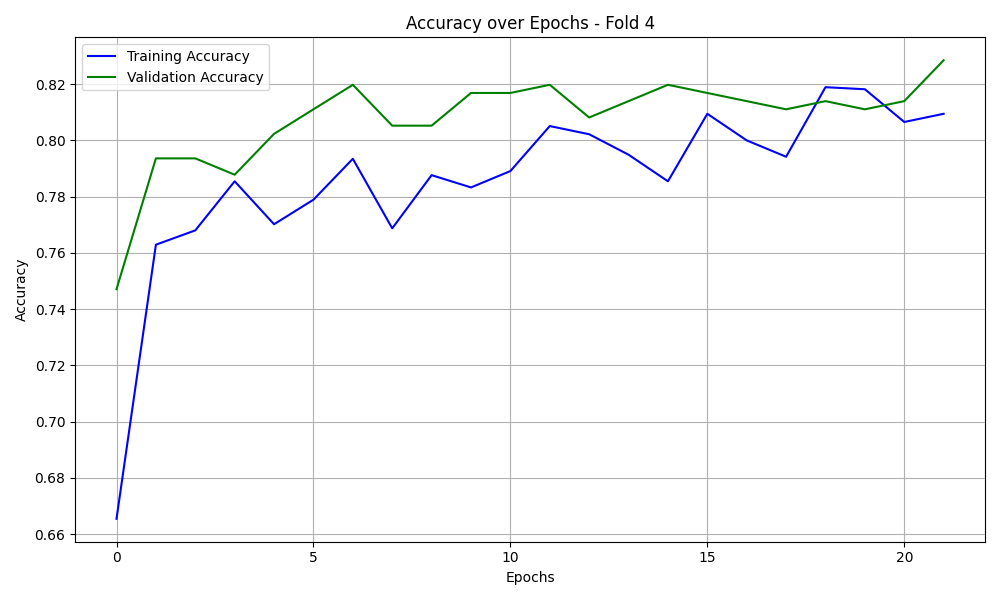 Accuracy over Epochs - Fold 4
Training Accuracy
Validation Accuracy
0.82
0.80
0.78
0.76
0.74
0.72
0.70
0.68
0.66
Accuracy
0 5 10 15 20
Epochs